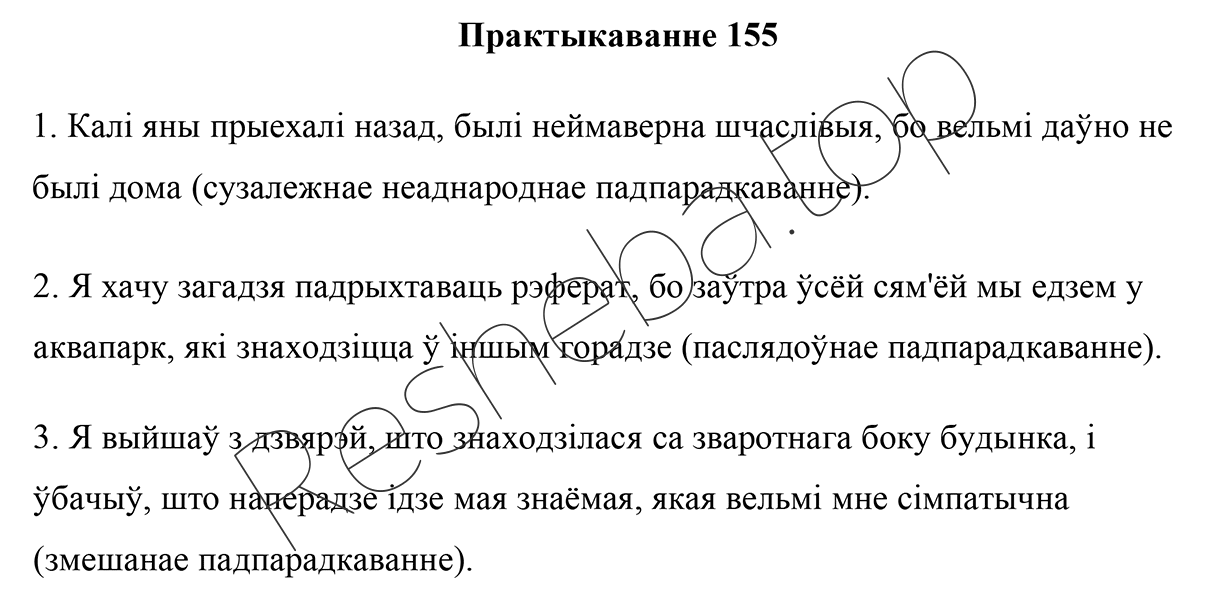 Практыкаванне 155
1. Калі яны прыехалі назад, былі неймаверна шчаслівыя, бо вельмі даўно не
былі дома (сузалежнае неаднароднае падпарадкаванне).
2. Я хачу загадзя падрыхтаваць рэферат, бо заўтра ўсёй сям'ёй мы едзем у
аквапарк, які знаходзіцца ў іншым горадзе (паслядоўнае падпарадкаванне).
3. Я выйшаў з дзвярэй, што знаходзілася са зваротнага боку будынка, і
ўбачыў, што наперадзе ідзе мая знаёмая, якая вельмі мне сімпатычна
(змешанае падпарадкаванне).
Resheba.top